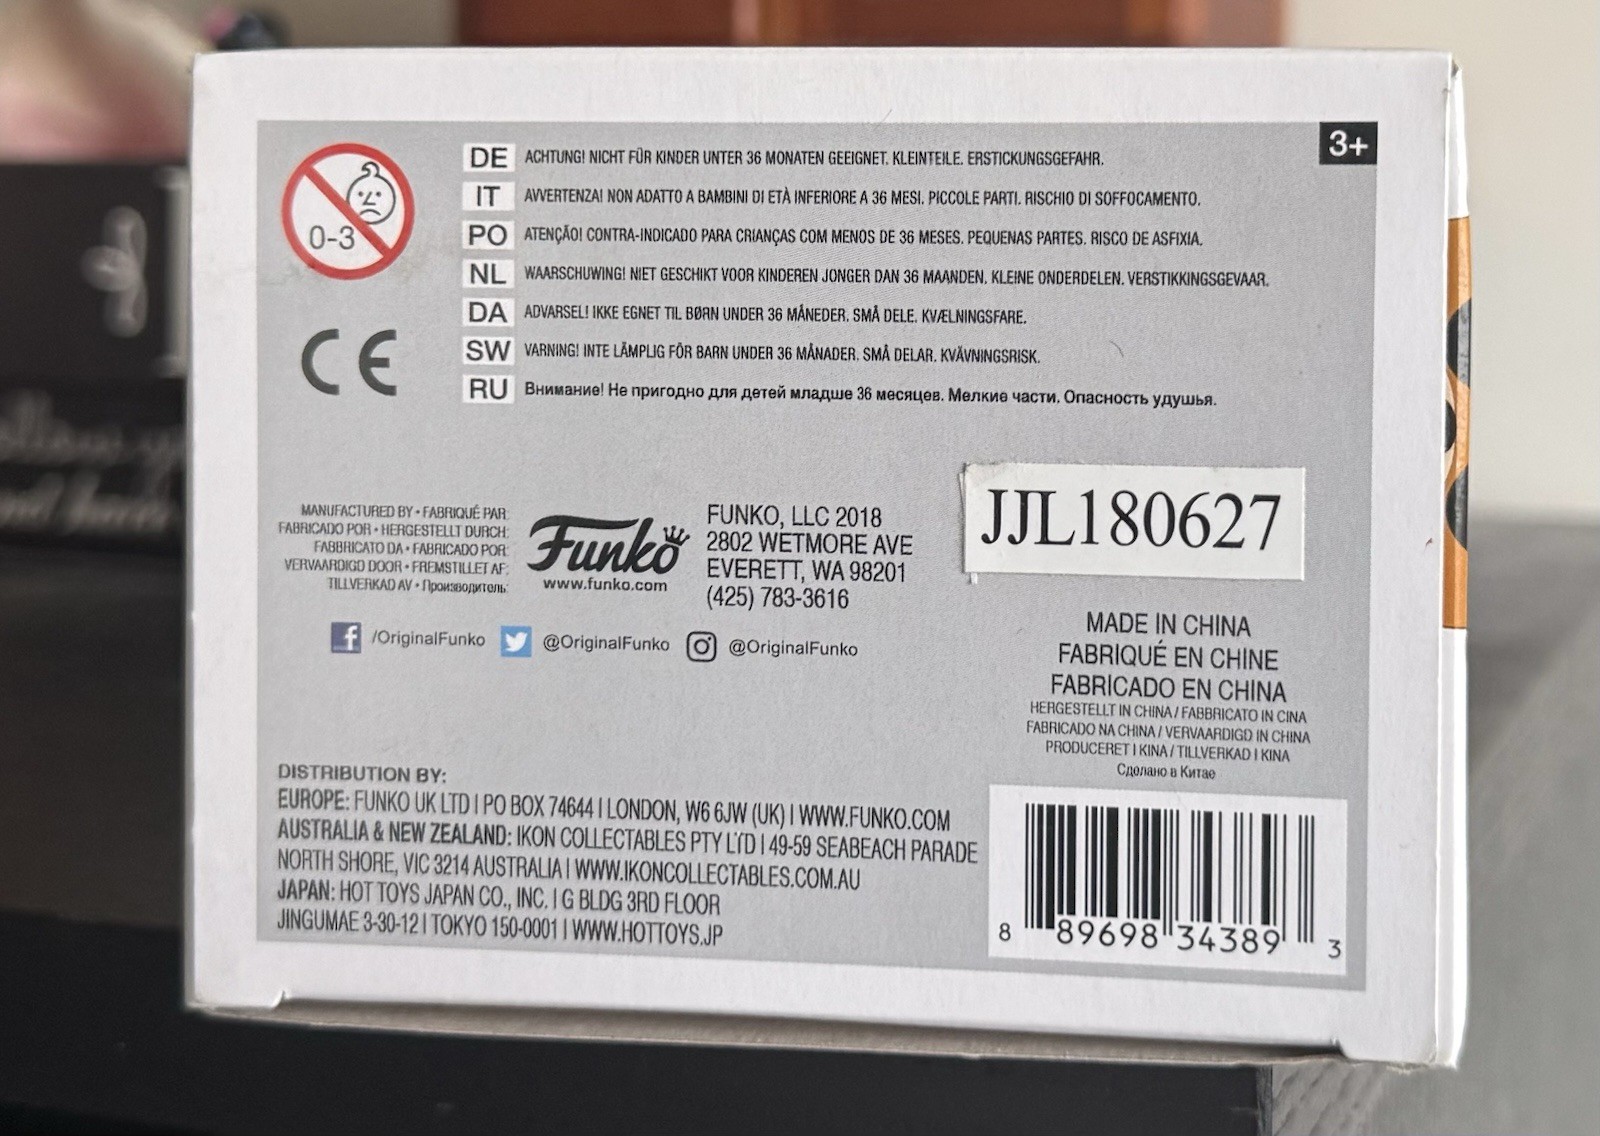 3+
0-3
DE ACHTUNG! NICHT FÜR KINDER UNTER 36 MONATEN GEEIGNET. KLEINTEILE. ERSTICKUNGSGEFAHR.
IT AVVERTENZA! NON ADATTO A BAMBINI DI ETÀ INFERIORE A 36 MESI. PICCOLE PARTI. RISCHIO DI SOFFOCAMENTO.
PO ATENÇÃO! CONTRA-INDICADO PARA CRIANÇAS COM MENOS DE 36 MESES. PEQUENAS PARTES. RISCO DE ASFIXIA.
NL WAARSCHUWING! NIET GESCHIKT VOOR KINDEREN JONGER DAN 36 MAANDEN. KLEINE ONDERDELEN. VERSTIKKINGSGEVAAR.
DA ADVARSEL! IKKE EGNET TIL BØRN UNDER 36 MÅNEDER. SMÅ DELE. KVÆLNINGSFARE.
SW VARNING! INTE LÄMPLIG FÖR BARN UNDER 36 MÅNADER. SMÅ DELAR. KVÄVNINGSRISK.
RU Внимание! Не пригодно для детей младше 36 месяцев. Мелкие части. Опасность удушья.
CE
MANUFACTURED BY • FABRIQUÉ PAR:
FABRICADO POR • HERGESTELLT DURCH:
FABBRICATO DA • FABRICADO POR:
VERVAARDIGD DOOR • FREMSTILLET AF:
TILLVERKAD AV • Производитель:
Funko
www.funko.com
FUNKO, LLC 2018
2802 WETMORE AVE
EVERETT, WA 98201
(425) 783-3616
JJL180627
/OriginalFunko @OriginalFunko @OriginalFunko
MADE IN CHINA
FABRIQUÉ EN CHINE
FABRICADO EN CHINA
HERGESTELLT IN CHINA / FABBRICATO IN CINA
FABRICADO NA CHINA / VERVAARDIGD IN CHINA
PRODUCERET I KINA / TILLVERKAD I KINA
Сделано в Китае
DISTRIBUTION BY:
EUROPE: FUNKO UK LTD | PO BOX 74644 | LONDON, W6 6JW (UK) | WWW.FUNKO.COM
AUSTRALIA & NEW ZEALAND: IKON COLLECTABLES PTY LTD | 49-59 SEABEACH PARADE
NORTH SHORE, VIC 3214 AUSTRALIA | WWW.IKONCOLLECTABLES.COM.AU
JAPAN: HOT TOYS JAPAN CO., INC. | G BLDG 3RD FLOOR
JINGUMAE 3-30-12 | TOKYO 150-0001 | WWW.HOTTOYS.JP
8 89698 34389 3